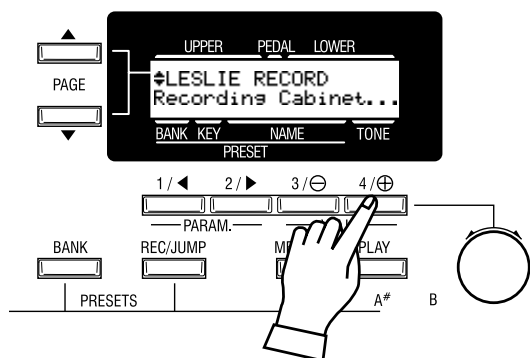 UPPER PEDAL LOWER
PAGE
LESLIE RECORD
Recording Cabinet...
BANK KEY NAME TONE
PRESET
1/◀ 2/▶ 3/⊖ 4/⊕
PARAM.
BANK REC/JUMP PLAY
PRESETS A# B